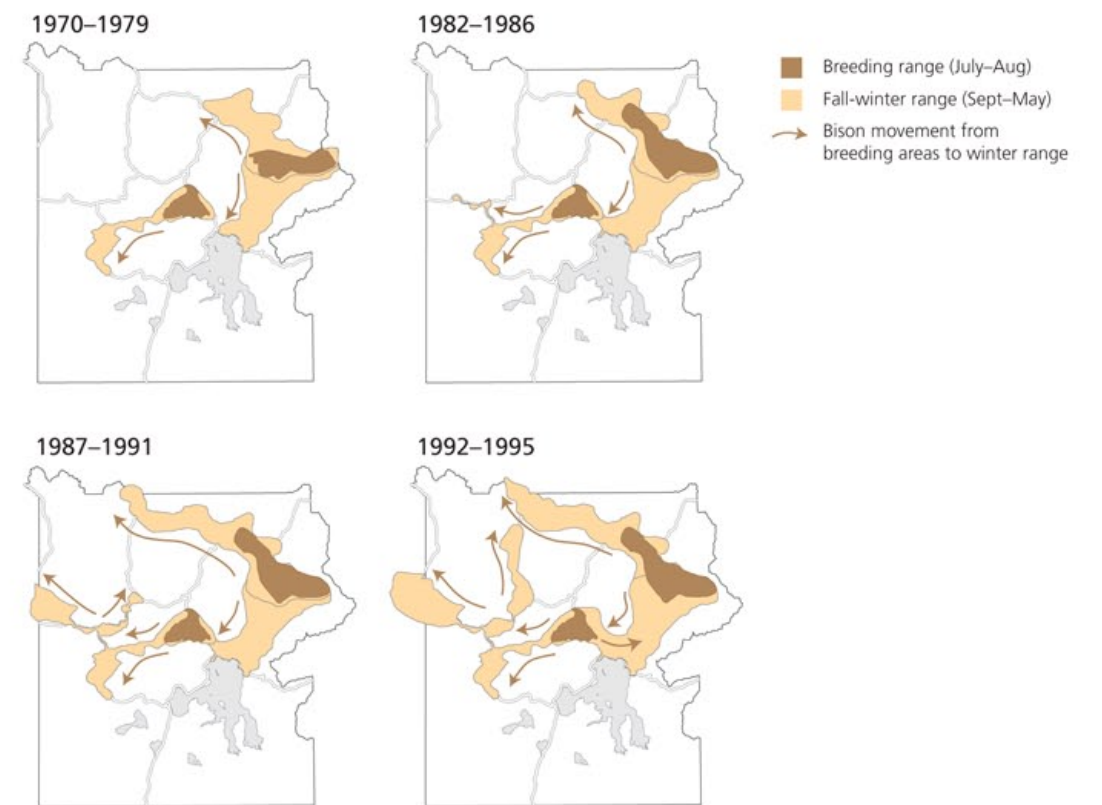 1970–1979
1982–1986
Breeding range (July–Aug)
Fall-winter range (Sept–May)
Bison movement from
breeding areas to winter range
1987–1991
1992–1995